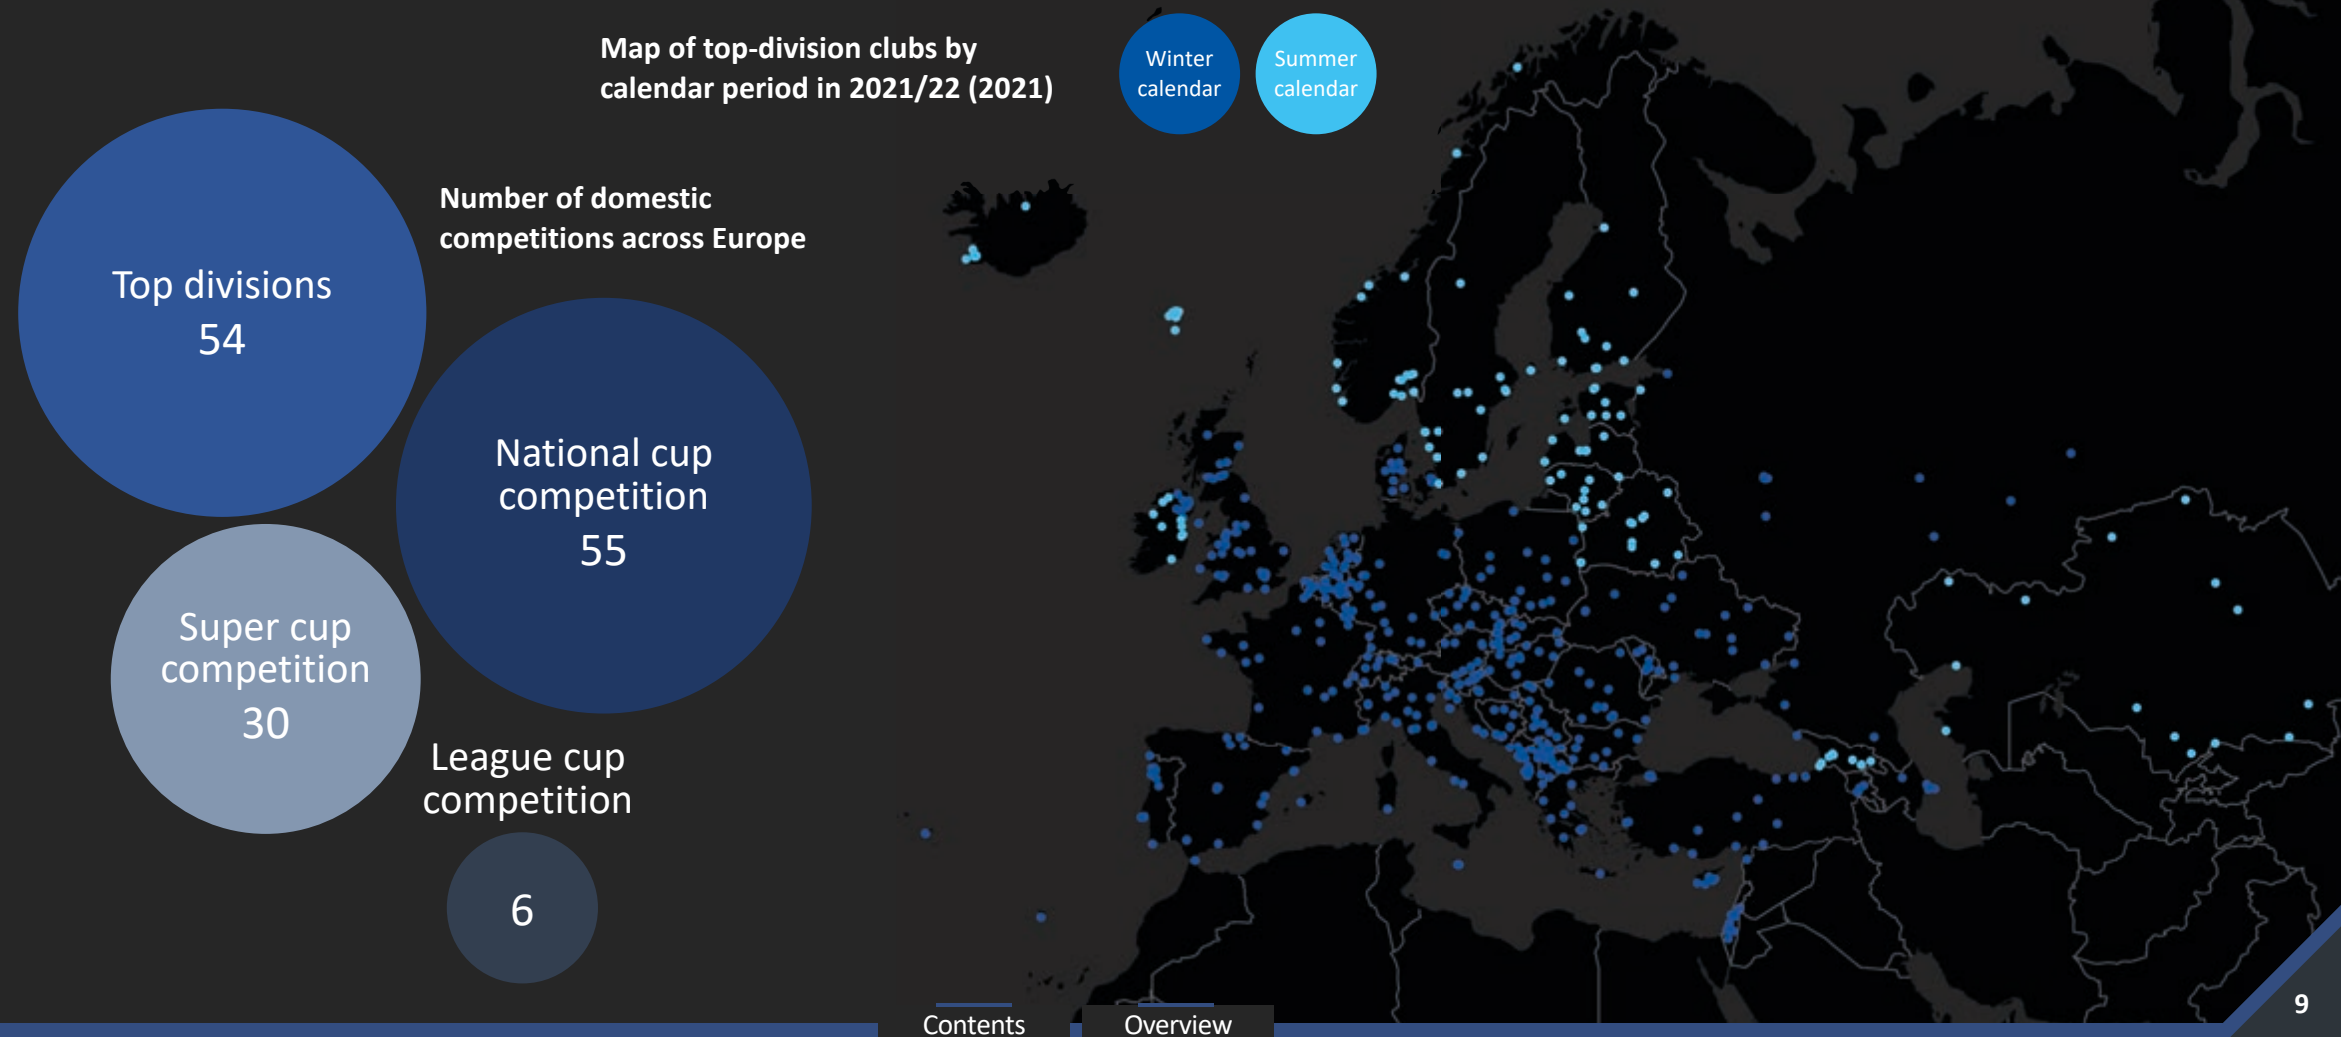 Map of top-division clubs by
calendar period in 2021/22 (2021)
Winter
calendar
Summer
calendar
Number of domestic
competitions across Europe
Top divisions
54
National cup
competition
55
Super cup
competition
30
League cup
competition
6
Contents
Overview
9